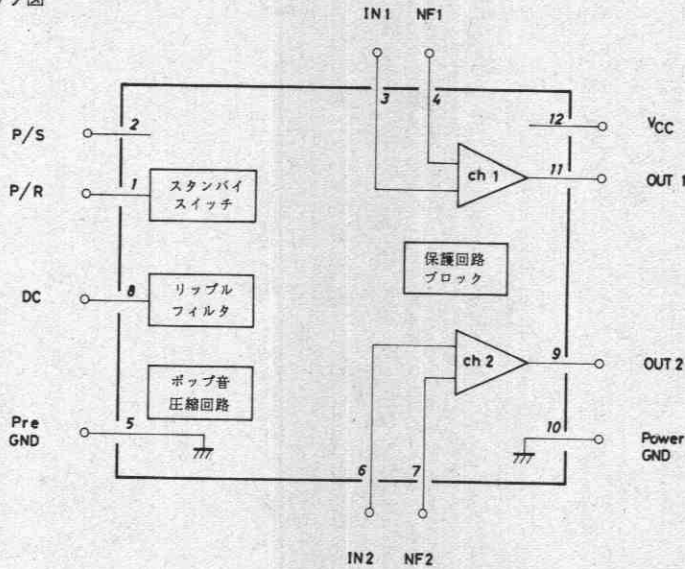 ック図
IN1 NF1
3 4
P/S 2
12 VCC
P/R 1
スタンバイ
スイッチ
ch 1
11 OUT 1
保護回路
ブロック
DC 8
リップル
フィルタ
ch 2
9 OUT 2
ポップ音
圧縮回路
Pre
GND
5
10
Power
GND
6 7
IN2 NF2